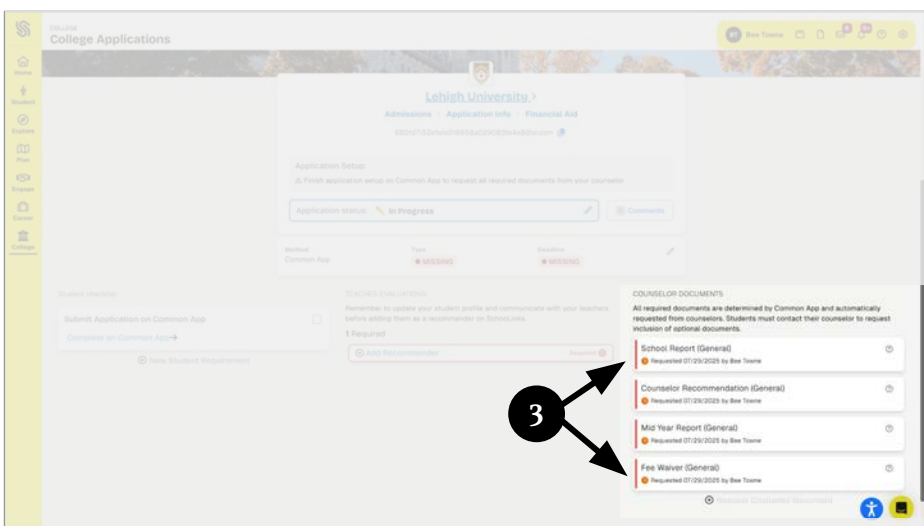 COLLEGE
College Applications
Bee Towne
Home
Student
Explore
Plan
Engage
Career
College
Lehigh University >
Admissions Application Info Financial Aid
Application Setup:
Finish application setup on Common App to request all required documents from your counselor
Application status: In Progress
Comments
Method
Common App
Type
MISSING
Deadline
MISSING
Student checklist
Submit Application on Common App
Complete on Common App→
New Student Requirement
TEACHER EVALUATIONS
Remember to update your student profile and communicate with your teachers
before adding them as a recommender on SchooLinks.
1 Required
Add Recommender
Required
COUNSELOR DOCUMENTS
All required documents are determined by Common App and automatically
requested from counselors. Students must contact their counselor to request
inclusion of optional documents.
School Report (General)
Requested 07/29/2025 by Bee Towne
Counselor Recommendation (General)
Requested 07/29/2025 by Bee Towne
Mid Year Report (General)
Requested 07/29/2025 by Bee Towne
Fee Waiver (General)
Requested 07/29/2025 by Bee Towne
Request Counselor Document
3